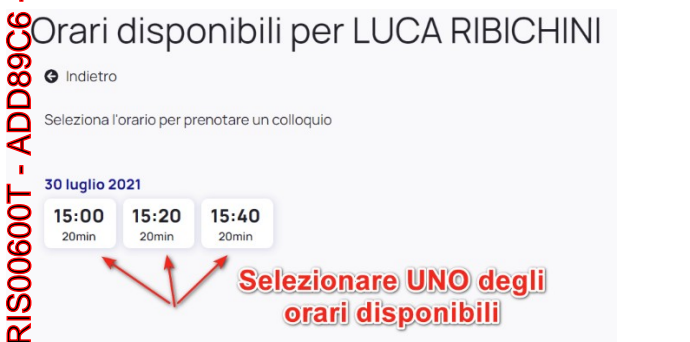 Orari disponibili per LUCA RIBICHINI
Indietro
Seleziona l'orario per prenotare un colloquio
30 luglio 2021
15:00 15:20 15:40
20min 20min 20min
Selezionare UNO degli
orari disponibili
RIS00600T - ADD89C6 -